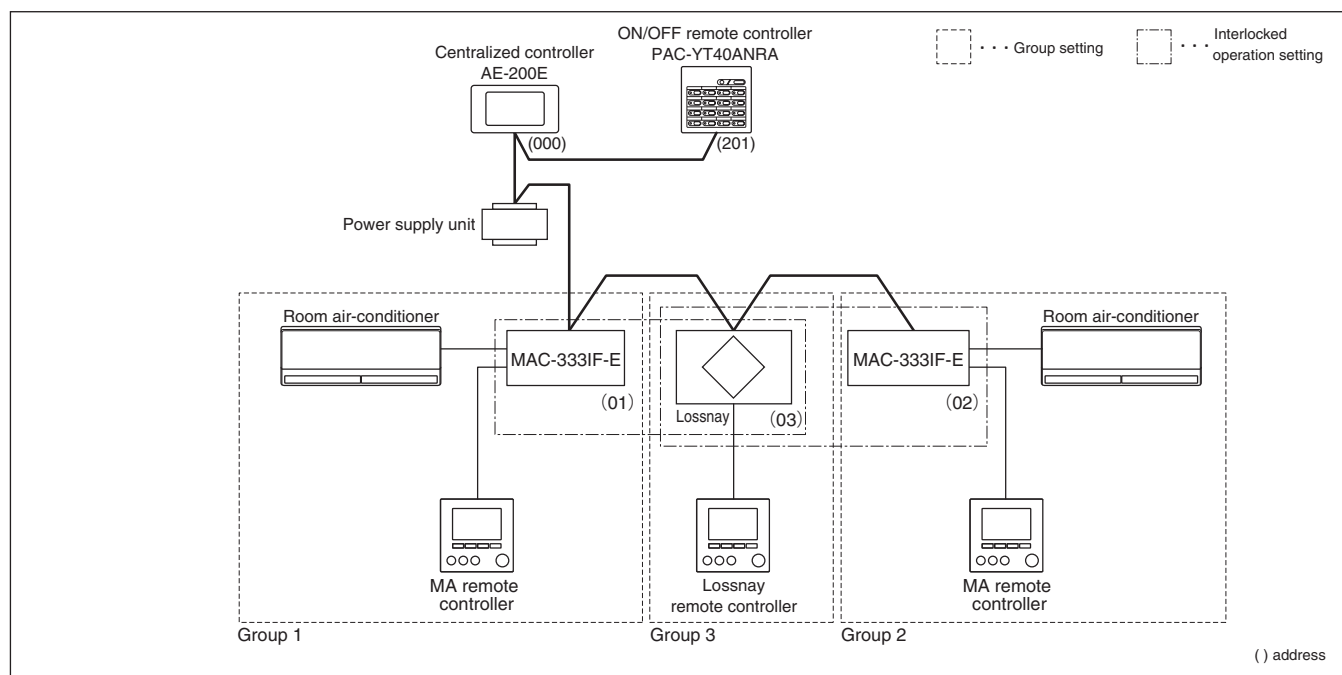 ON/OFF remote controller
PAC-YT40ANRA
Centralized controller
AE-200E
· · · Group setting
· · · Interlocked
operation setting
(000)
(201)
Power supply unit
Room air-conditioner
MAC-333IF-E
(01)
Lossnay
(03)
MAC-333IF-E
(02)
Room air-conditioner
MA remote
controller
Lossnay
remote controller
MA remote
controller
Group 1
Group 3
Group 2
( ) address